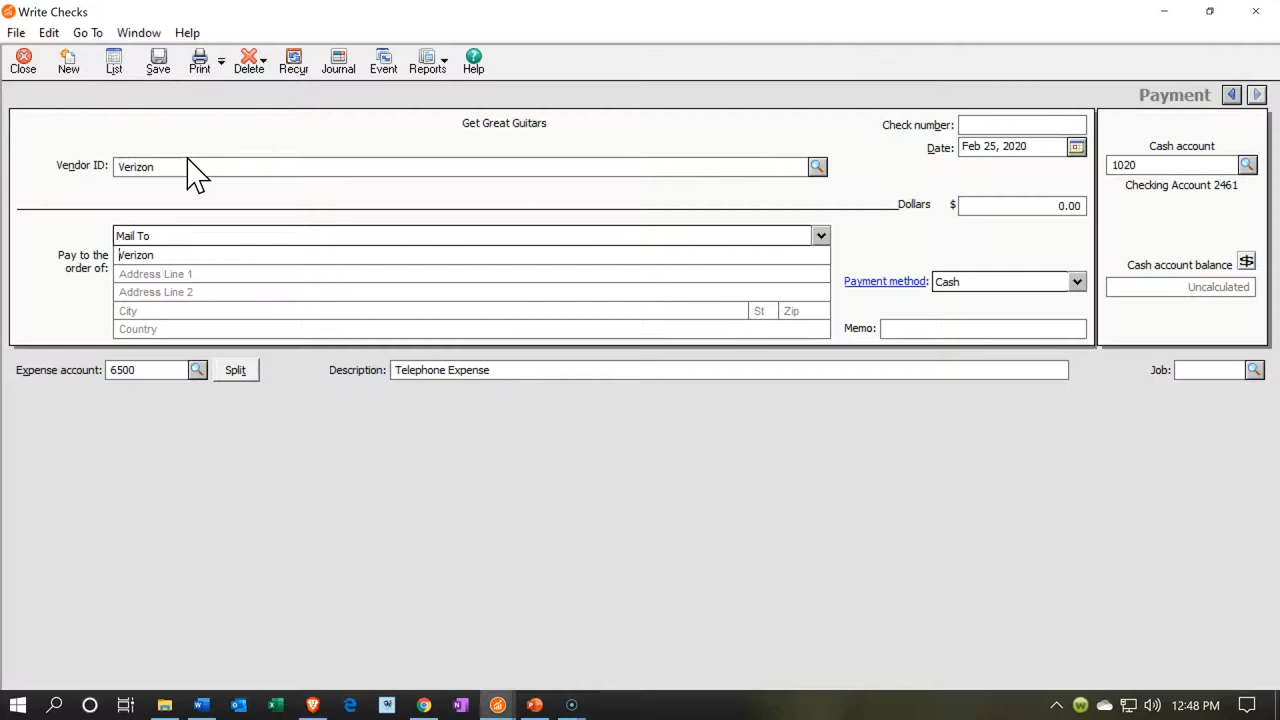 Write Checks
File Edit Go To Window Help
Close New List Save Print Delete Recur Journal Event Reports Help
Payment
Get Great Guitars
Check number:
Date: Feb 25, 2020
Cash account
1020
Checking Account 2461
Vendor ID: Verizon
Dollars $ 0.00
Mail To
Pay to the order of: Verizon
Address Line 1
Address Line 2
City St Zip
Country
Payment method: Cash
Memo:
Cash account balance
Uncalculated
Expense account: 6500 Split Description: Telephone Expense Job:
12:48 PM